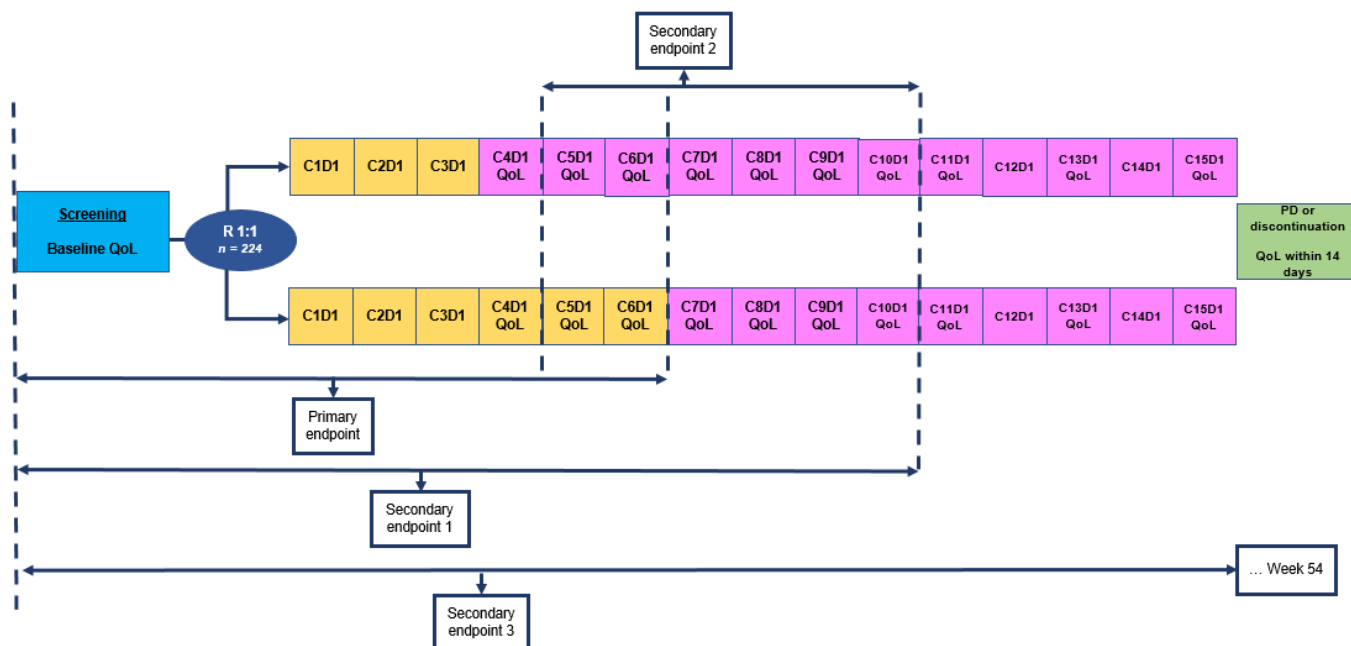 Secondary
endpoint 2
C1D1
C2D1
C3D1
C4D1
QoL
C5D1
QoL
C6D1
QoL
C7D1
QoL
C8D1
QoL
C9D1
QoL
C10D1
QoL
C11D1
QoL
C12D1
C13D1
QoL
C14D1
C15D1
QoL
Screening
Baseline QoL
R 1:1
n = 224
PD or
discontinuation
QoL within 14
days
C1D1
C2D1
C3D1
C4D1
QoL
C5D1
QoL
C6D1
QoL
C7D1
QoL
C8D1
QoL
C9D1
QoL
C10D1
QoL
C11D1
QoL
C12D1
C13D1
QoL
C14D1
C15D1
QoL
Primary
endpoint
Secondary
endpoint 1
... Week 54
Secondary
endpoint 3